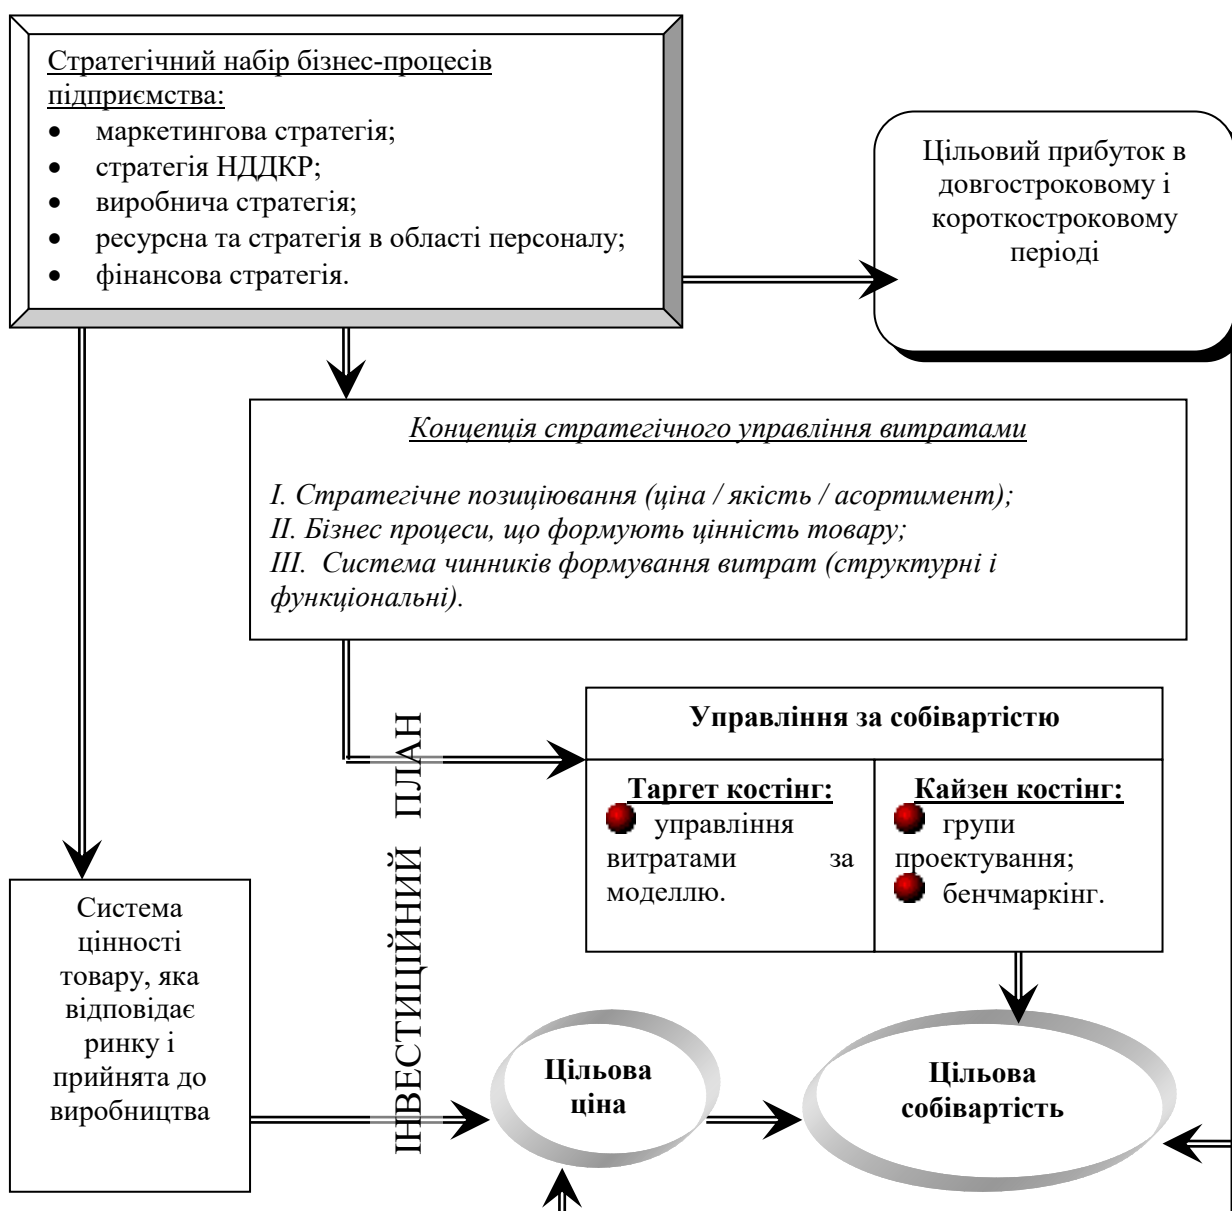 Стратегічний набір бізнес-процесів
підприємства:
• маркетингова стратегія;
• стратегія НДДКР;
• виробнича стратегія;
• ресурсна та стратегія в області персоналу;
• фінансова стратегія.
Цільовий прибуток в
довгостроковому і
короткостроковому
періоді
Концепція стратегічного управління витратами
I. Стратегічне позиціювання (ціна / якість / асортимент);
II. Бізнес процеси, що формують цінність товару;
III. Система чинників формування витрат (структурні і
функціональні).
ІНВЕСТИЦІЙНИЙ ПЛАН
Управління за собівартістю
Таргет костінг:
управління
витратами за
моделлю.
Кайзен костінг:
групи
проектування;
бенчмаркінг.
Система
цінності
товару, яка
відповідає
ринку і
прийнята до
виробництва
Цільова
ціна
Цільова
собівартість